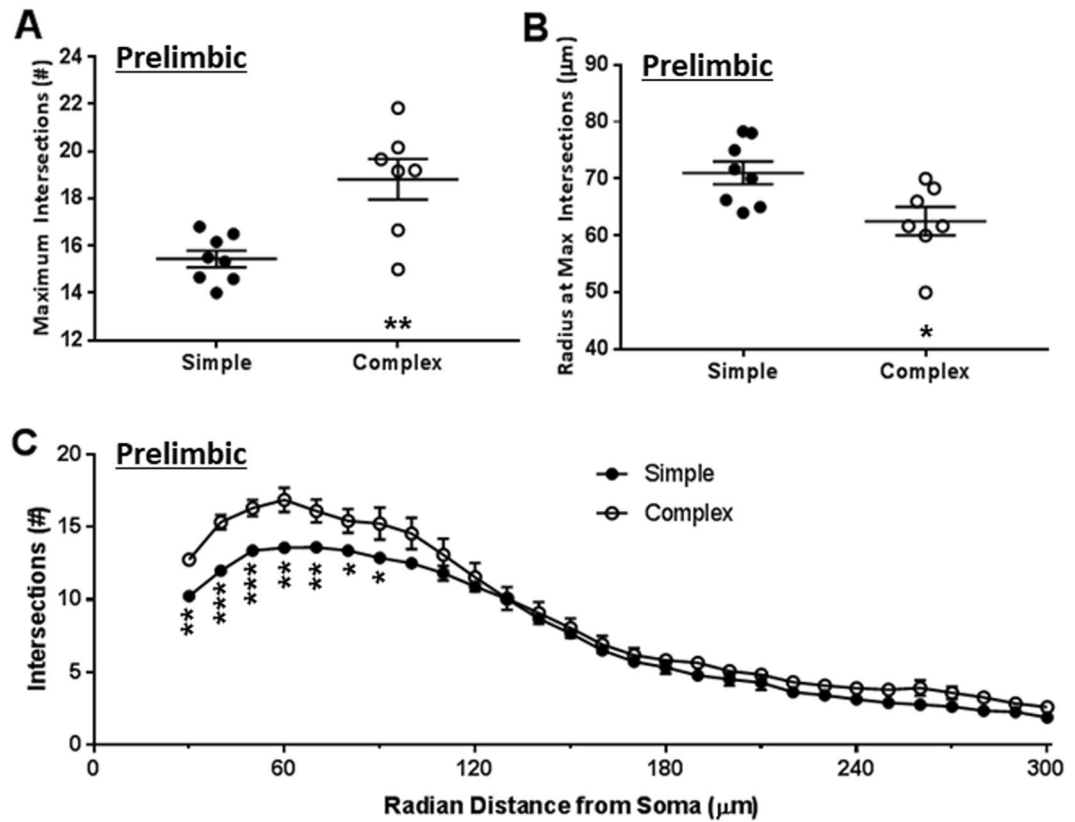 A
Prelimbic
Maximum Intersections (#)
24
22
20
18
16
14
12
**
Simple
Complex
B
Prelimbic
Radius at Max Intersections (μm)
90
80
70
60
50
40
*
Simple
Complex
C
Prelimbic
Intersections (#)
20
15
10
5
0
Simple
Complex
**
***
***
**
**
*
*
0
60
120
180
240
300
Radian Distance from Soma (μm)